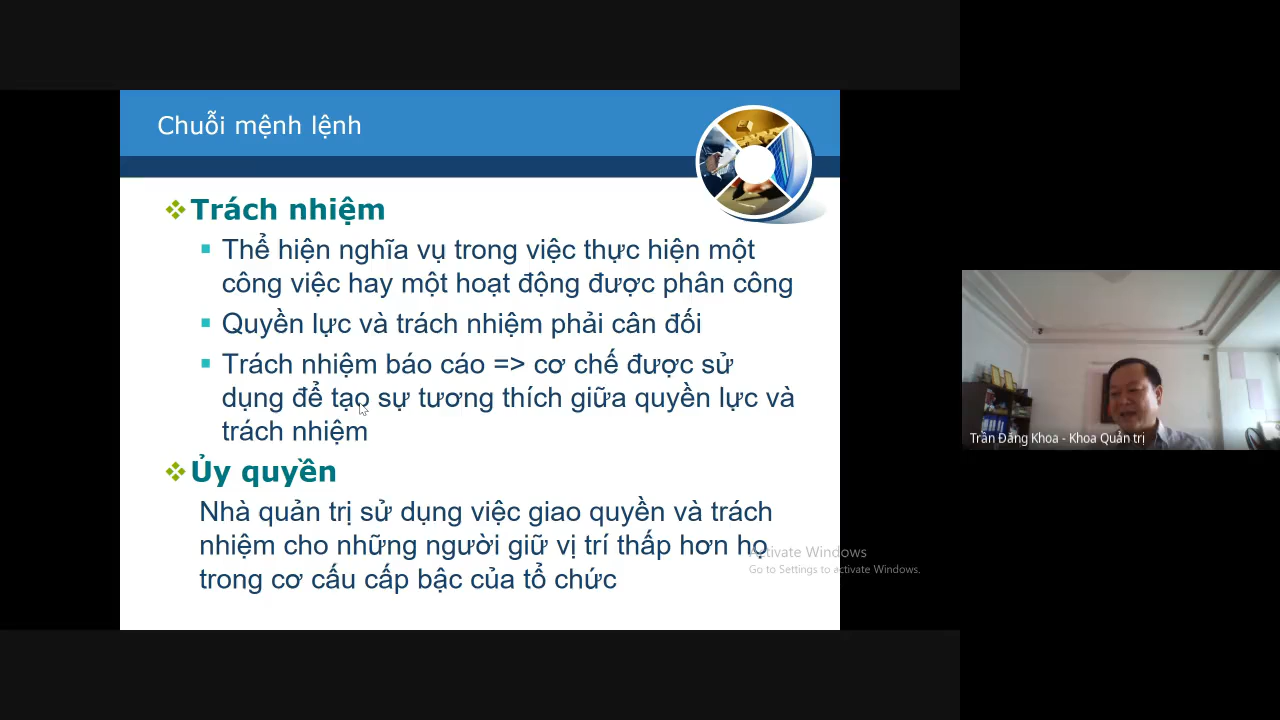 Chuỗi mệnh lệnh
Trách nhiệm
Thể hiện nghĩa vụ trong việc thực hiện một
công việc hay một hoạt động được phân công
Quyền lực và trách nhiệm phải cân đối
Trách nhiệm báo cáo => cơ chế được sử
dụng để tạo sự tương thích giữa quyền lực và
trách nhiệm
Ủy quyền
Nhà quản trị sử dụng việc giao quyền và trách
nhiệm cho những người giữ vị trí thấp hơn họ
trong cơ cấu cấp bậc của tổ chức
Activate Windows
Go to Settings to activate Windows.
Trần Đăng Khoa - Khoa Quản trị